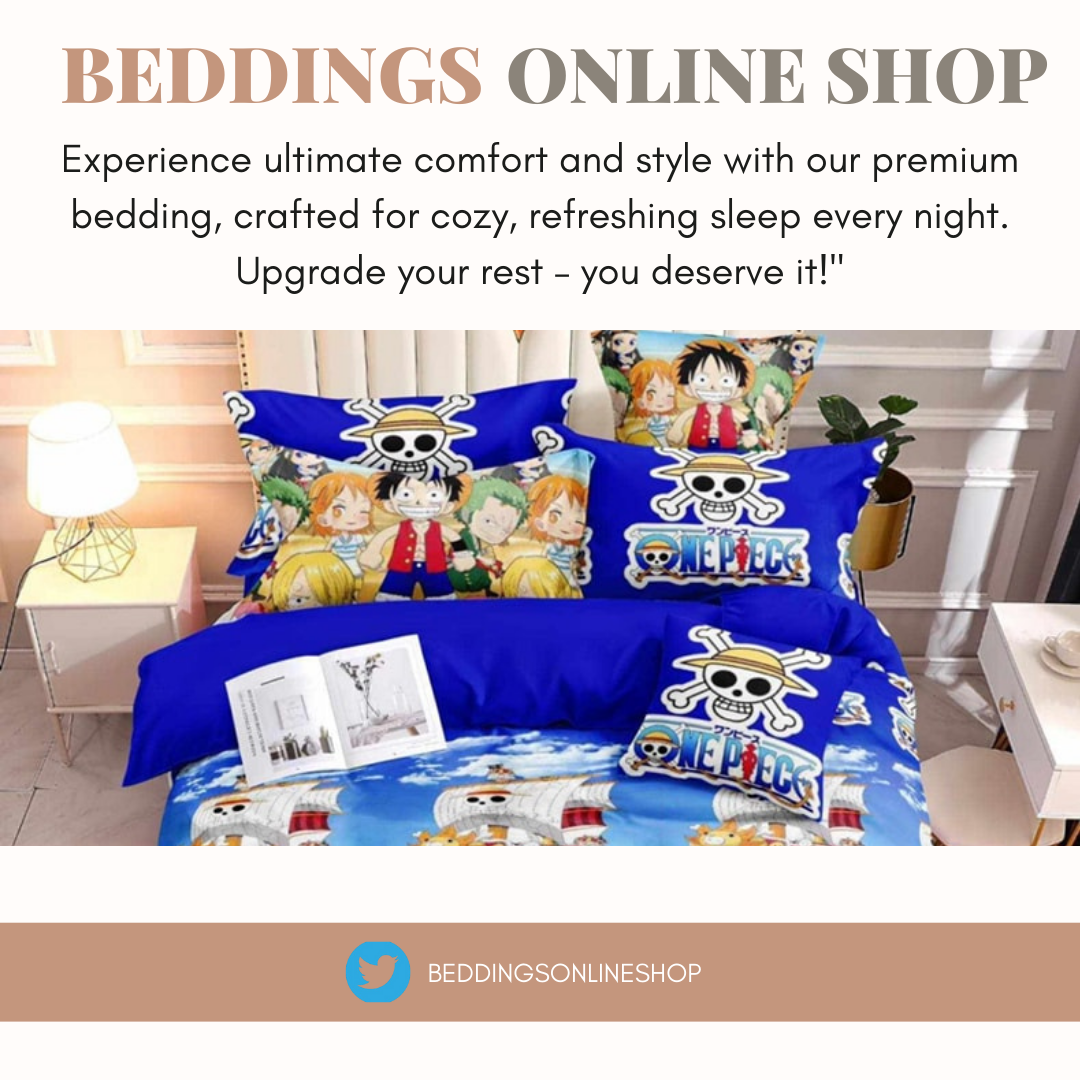 BEDDINGS ONLINE SHOP
Experience ultimate comfort and style with our premium
bedding, crafted for cozy, refreshing sleep every night.
Upgrade your rest – you deserve it!"
ワンピース
ONE PIECE
ワンピース
ONE PIECE
BEDDINGSONLINESHOP